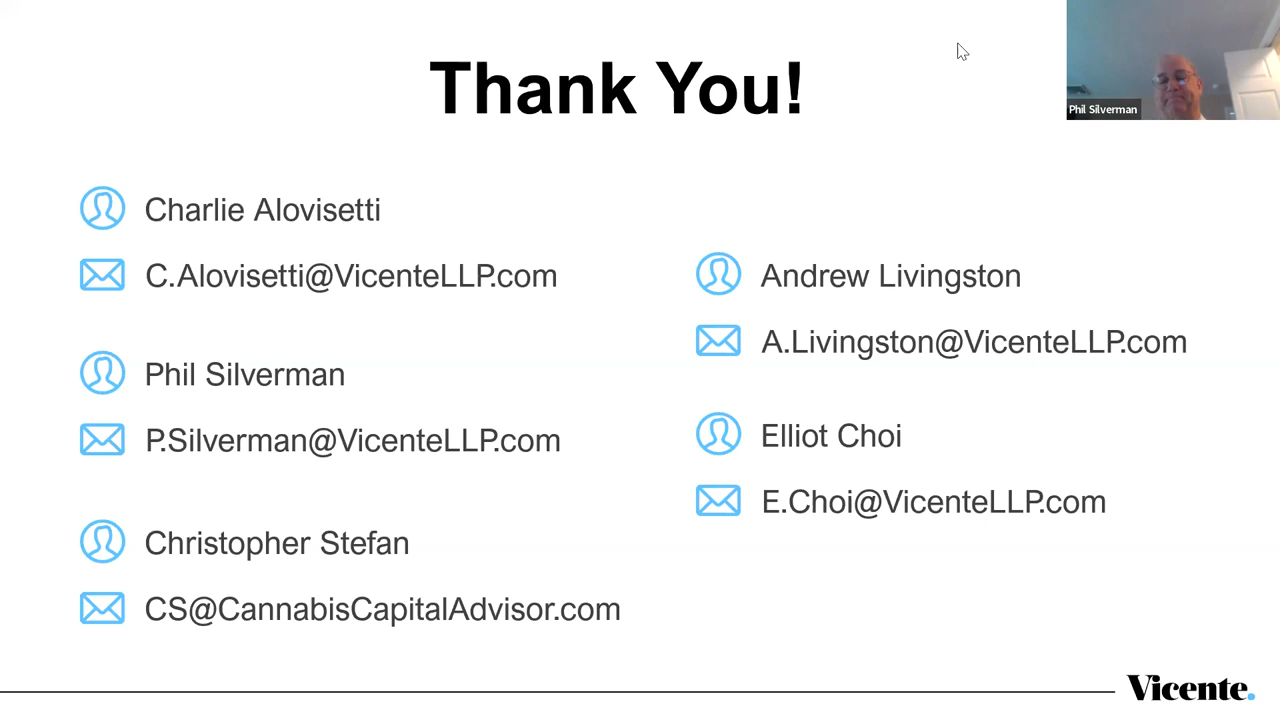 Thank You!
Phil Silverman
Charlie Alovisetti
C.Alovisetti@VicenteLLP.com
Phil Silverman
P.Silverman@VicenteLLP.com
Christopher Stefan
CS@CannabisCapitalAdvisor.com
Andrew Livingston
A.Livingston@VicenteLLP.com
Elliot Choi
E.Choi@VicenteLLP.com
Vicente.